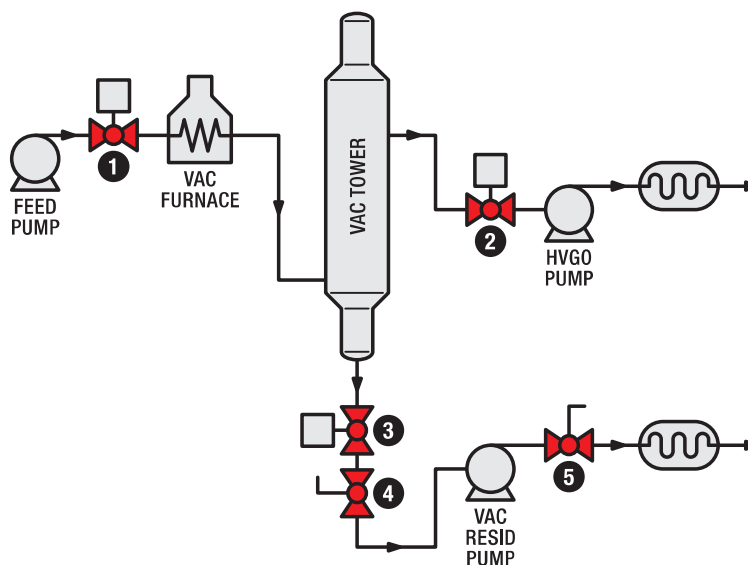 1
FEED
PUMP
VAC
FURNACE
VAC TOWER
2
HVGO
PUMP
3
4
5
VAC
RESID
PUMP